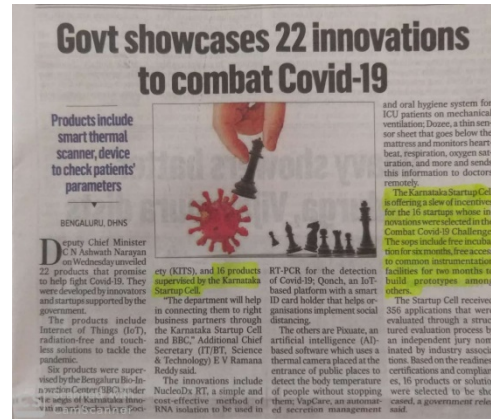 Govt showcases 22 innovations
to combat Covid-19
Products include
smart thermal
scanner, device
to check patients'
parameters
BENGALURU, DHNS
Deputy Chief Minister
C N Ashwath Narayan
on Wednesday unveiled
22 products that promise
to help fight Covid-19. They
were developed by innovators
and startups supported by the
government.
The products include
Internet of Things (IoT),
radiation-free and touch-
less solutions to tackle the
pandemic.
Six products were super-
vised by the Bengaluru Bio-In-
novation Center (BBC) under
the aegis of Karnataka Inno-
ety (KITS), and 16 products
supervised by the Karnataka
Startup Cell.
"The department will help
in connecting them to right
business partners through
the Karnataka Startup Cell
and BBC," Additional Chief
Secretary (IT/BT, Science
& Technology) E V Ramana
Reddy said.
The innovations include
NucleoDx RT, a simple and
cost-effective method of
RNA isolation to be used in
RT-PCR for the detection
of Covid-19; Qonch, an IoT-
based platform with a smart
ID card holder that helps or-
ganisations implement social
distancing.
The others are Pixuate, an
artificial intelligence (AI)-
based software which uses a
thermal camera placed at the
entrance of public places to
detect the body temperature
of people without stopping
them; VapCare, an automat-
ed secretion management
and oral hygiene system for
ICU patients on mechanical
ventilation; Dozee, a thin sen-
sor sheet that goes below the
mattress and monitors heart-
beat, respiration, oxygen sat-
uration, and more and sends
this information to doctors
remotely.
The Karnataka Startup Cell
is offering a slew of incentives
for the 16 startups whose in-
novations were selected in the
Combat Covid-19 Challenge.
The sops include free incuba-
tion for six months, free access
to common instrumentation
facilities for two months to
build prototypes among
others.
The Startup Cell received
356 applications that were
evaluated through a struc-
tured evaluation process by
an independent jury nom-
inated by industry associa-
tions. Based on the readiness,
certifications and complianc-
es, 16 products or solutions
were selected to be show-
cased, a government release
said.